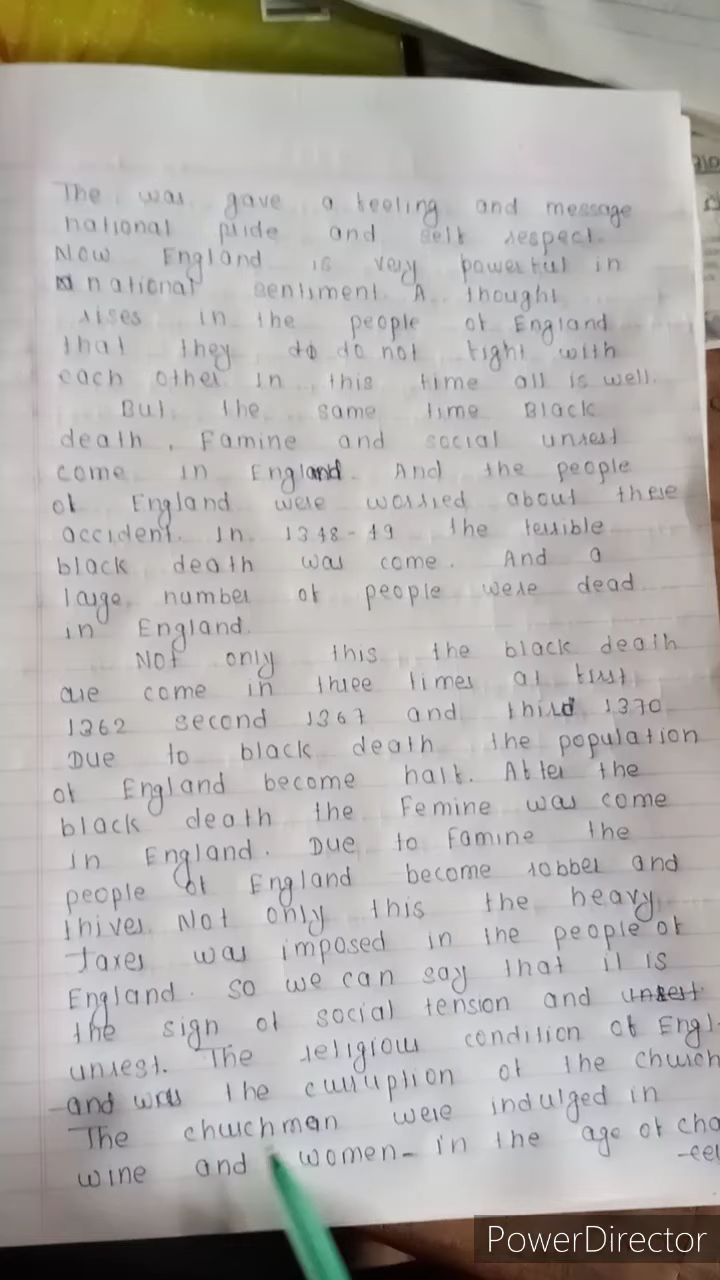 The was gave a feeling and message
national pride and self respect.
Now England is very powerful in
national sentiment. A thought
rises in the people of England
that they do do not fight with
each other. In this time all is well.
But the same time Black
death, Famine and social unrest
come in England. And the people
of England were worried about these
accident. In 1348-49 the terrible
black death was come. And a
large number of people were dead
in England.
Not only this the black death
are come in three times at first
1362 second 1367 and third 1370
Due to black death the population
of England become half. After the
black death the Femine was come
in England. Due to famine the
people of England become robber and
thives. Not only this the heavy
taxes was imposed in the people of
England. So we can say that it is
the sign of social tension and unrest
unrest. The religious condition of Engl-
and was the curruption of the church
The chuchman were indulged in
wine and women- in the age of cha
-eer
PowerDirector